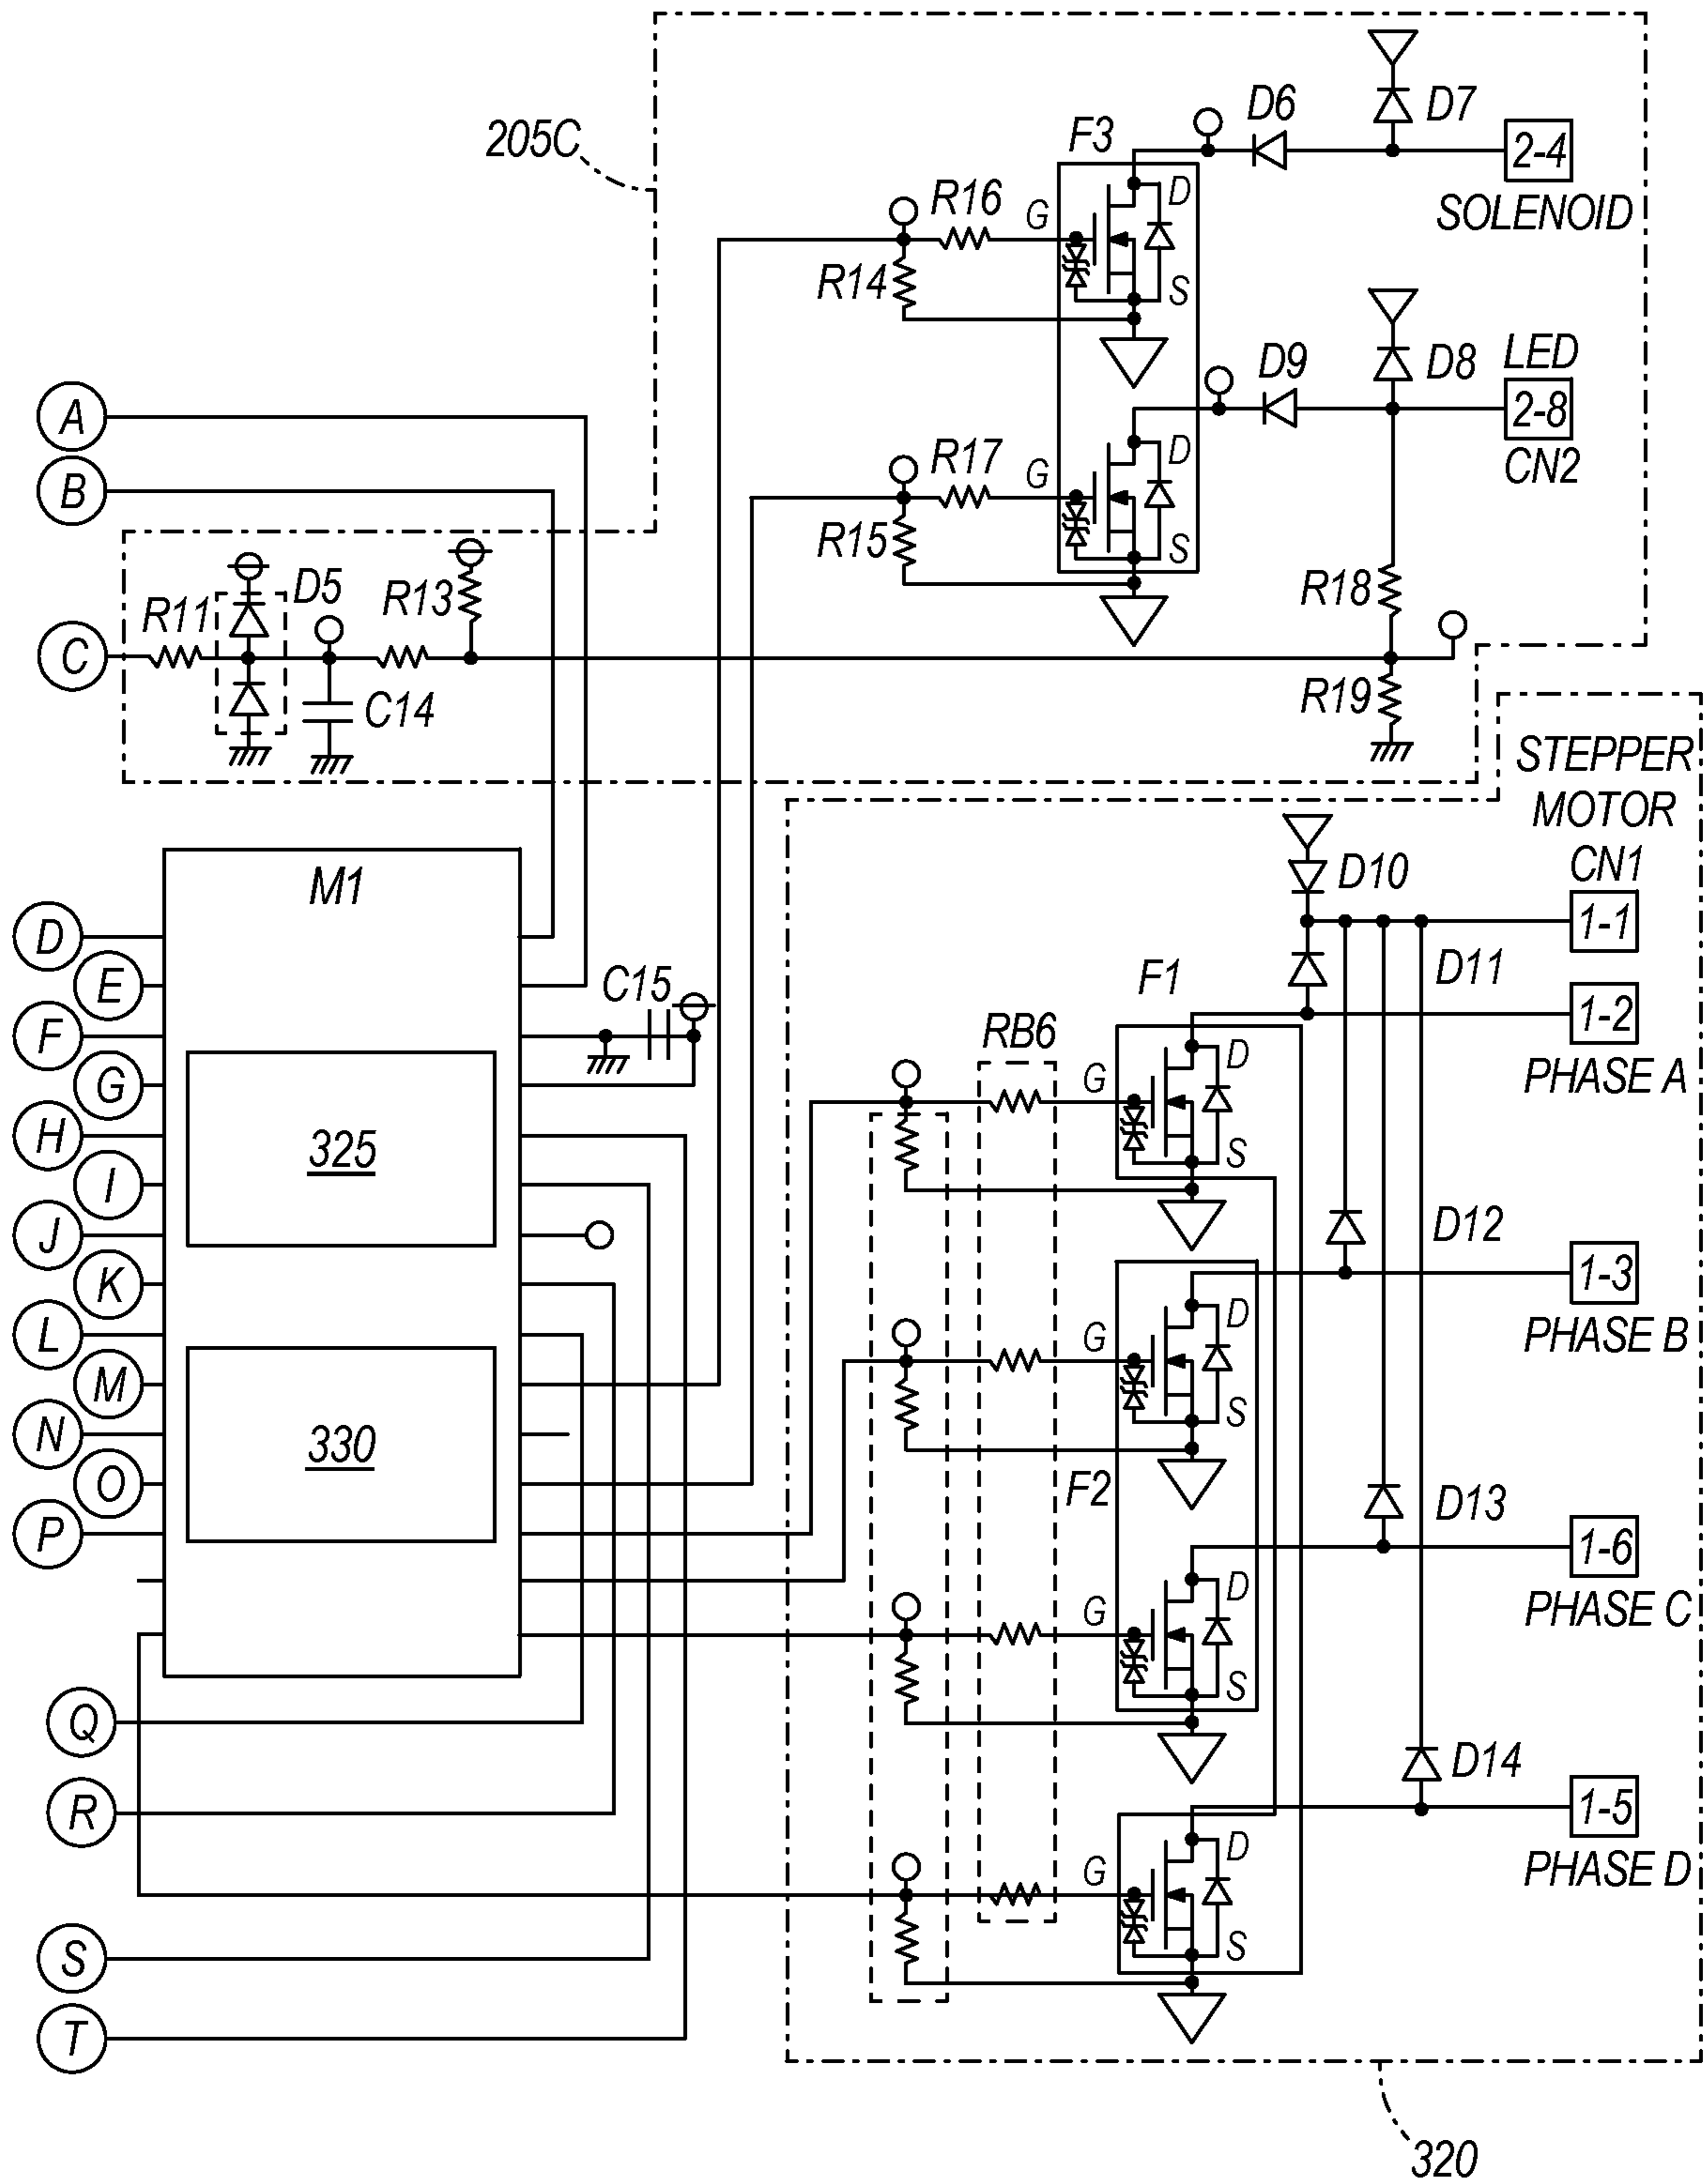 205C
F3
D6
D7
2-4
SOLENOID
R16
G
D
S
R14
D9
D8
LED
2-8
CN2
R17
G
D
S
R15
A
B
C
R11
D5
R13
C14
R18
R19
STEPPER
MOTOR
CN1
D10
1-1
D11
1-2
PHASE A
F1
RB6
G
D
S
M1
325
330
C15
D
E
F
G
H
I
J
K
L
M
N
O
P
D12
1-3
PHASE B
G
D
S
F2
D13
1-6
PHASE C
G
D
S
D14
1-5
PHASE D
G
D
S
Q
R
S
T
320